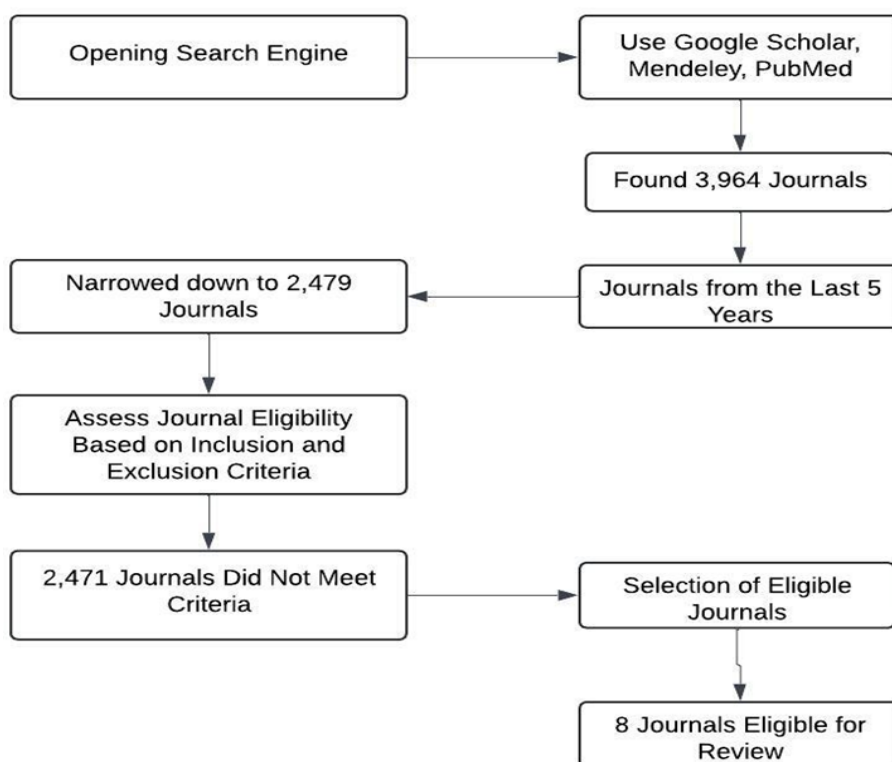 Opening Search Engine
Use Google Scholar,
Mendeley, PubMed
Found 3,964 Journals
Journals from the Last 5
Years
Narrowed down to 2,479
Journals
Assess Journal Eligibility
Based on Inclusion and
Exclusion Criteria
2,471 Journals Did Not Meet
Criteria
Selection of Eligible
Journals
8 Journals Eligible for
Review